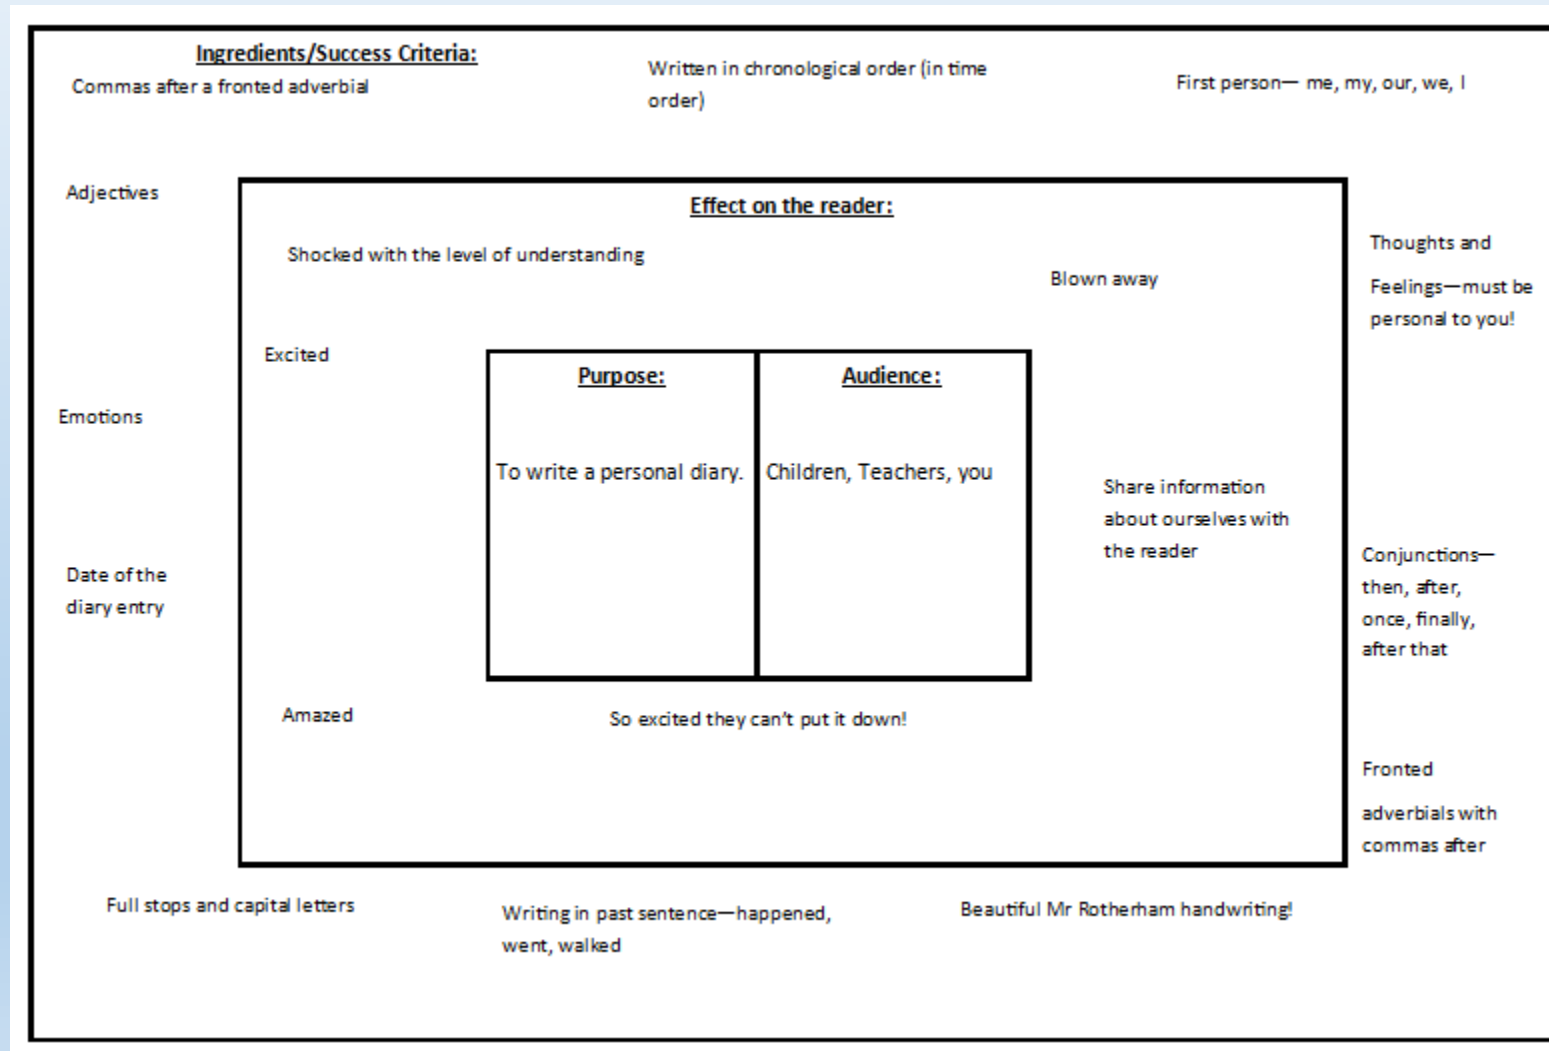 Ingredients/Success Criteria:
Commas after a fronted adverbial
Written in chronological order (in time
order)
First person— me, my, our, we, I
Adjectives
Effect on the reader:
Shocked with the level of understanding
Blown away
Thoughts and
Feelings—must be
personal to you!
Excited
Purpose:
To write a personal diary.
Audience:
Children, Teachers, you
Emotions
Share information
about ourselves with
the reader
Date of the
diary entry
Conjunctions—
then, after,
once, finally,
after that
Amazed
So excited they can't put it down!
Fronted
adverbials with
commas after
Full stops and capital letters
Writing in past sentence—happened,
went, walked
Beautiful Mr Rotherham handwriting!